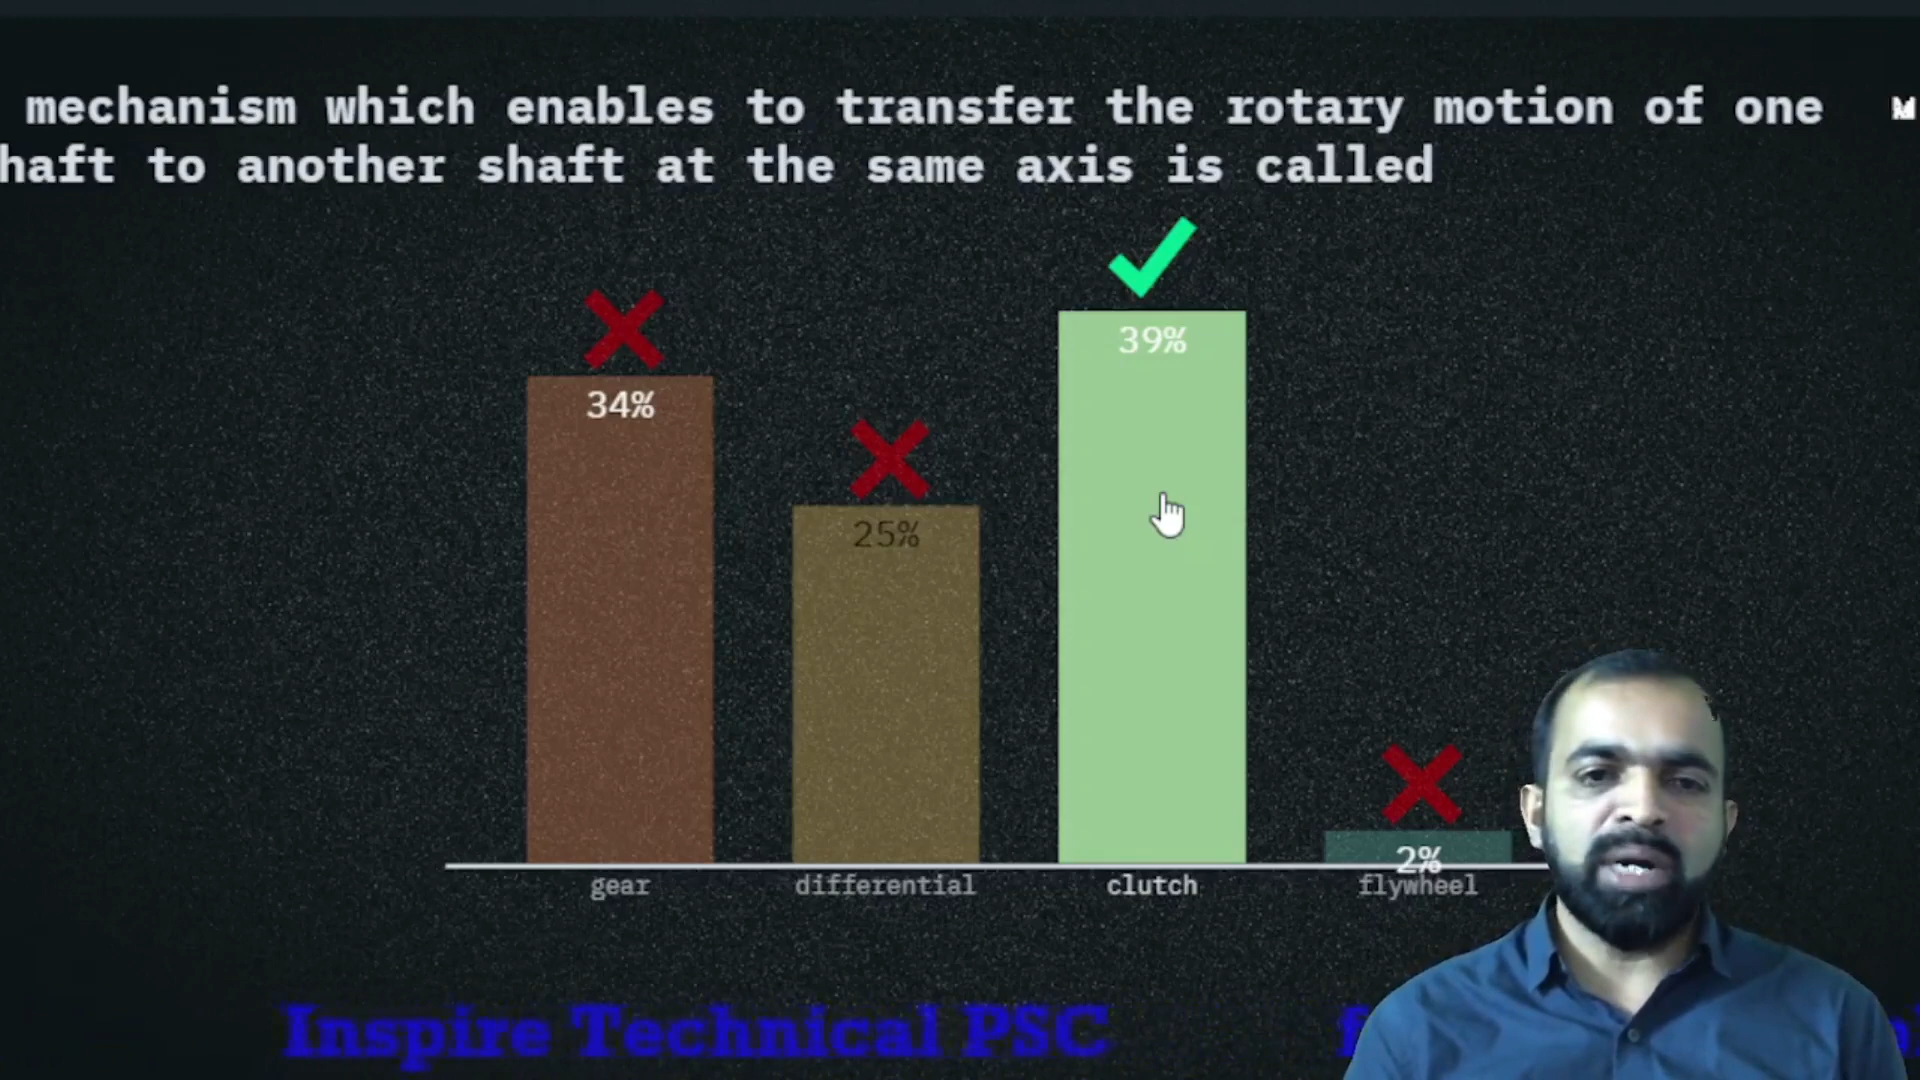 mechanism which enables to transfer the rotary motion of one
haft to another shaft at the same axis is called
39%
34%
25%
2%
gear differential clutch flywheel
Inspire Technical PSC